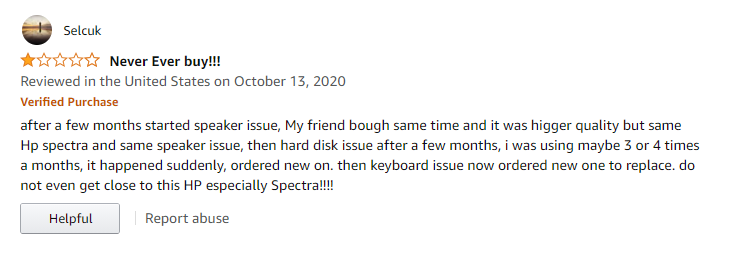 Selcuk
Never Ever buy!!!
Reviewed in the United States on October 13, 2020
Verified Purchase
after a few months started speaker issue, My friend bough same time and it was higger quality but same
Hp spectra and same speaker issue, then hard disk issue after a few months, i was using maybe 3 or 4 times
a months, it happened suddenly, ordered new on. then keyboard issue now ordered new one to replace. do
not even get close to this HP especially Spectra!!!!
Helpful
Report abuse